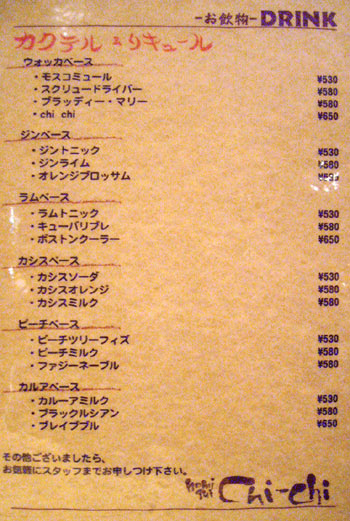 -お飲物-DRINK
カクテル & リキュール
ウォッカベース
・モスコミュール ¥530
・スクリュードライバー ¥580
・ブラッディー・マリー ¥580
・chi chi ¥650
ジンベース
・ジントニック ¥530
・ジンライム ¥580
・オレンジブロッサム
ラムベース
・ラムトニック ¥530
・キューバリブレ ¥580
・ボストンクーラー ¥650
カシスベース
・カシスソーダ ¥530
・カシスオレンジ ¥580
・カシスミルク ¥580
ピーチベース
・ピーチツリーフィズ ¥530
・ピーチミルク ¥580
・ファジーネーブル ¥580
カルアベース
・カルーアミルク ¥530
・ブラックルシアン ¥580
・ブレイブブル ¥650
その他ございましたら、
お気軽にスタッフまでお申しつけ下さい。
Chi-chi